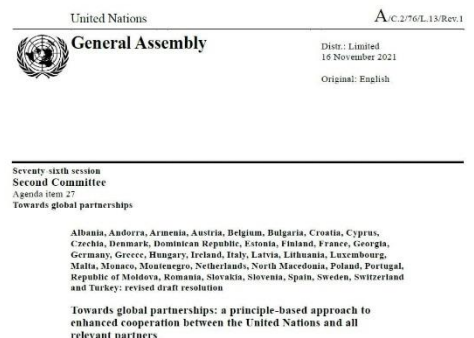 United Nations
A/C.2/76/L.13/Rev.1
General Assembly
Distr.: Limited
16 November 2021
Original: English
Seventy-sixth session
Second Committee
Agenda item 27
Towards global partnerships
Albania, Andorra, Armenia, Austria, Belgium, Bulgaria, Croatia, Cyprus,
Czechia, Denmark, Dominican Republic, Estonia, Finland, France, Georgia,
Germany, Greece, Hungary, Ireland, Italy, Latvia, Lithuania, Luxembourg,
Malta, Monaco, Montenegro, Netherlands, North Macedonia, Poland, Portugal,
Republic of Moldova, Romania, Slovakia, Slovenia, Spain, Sweden, Switzerland
and Turkey: revised draft resolution
Towards global partnerships: a principle-based approach to
enhanced cooperation between the United Nations and all
relevant partners